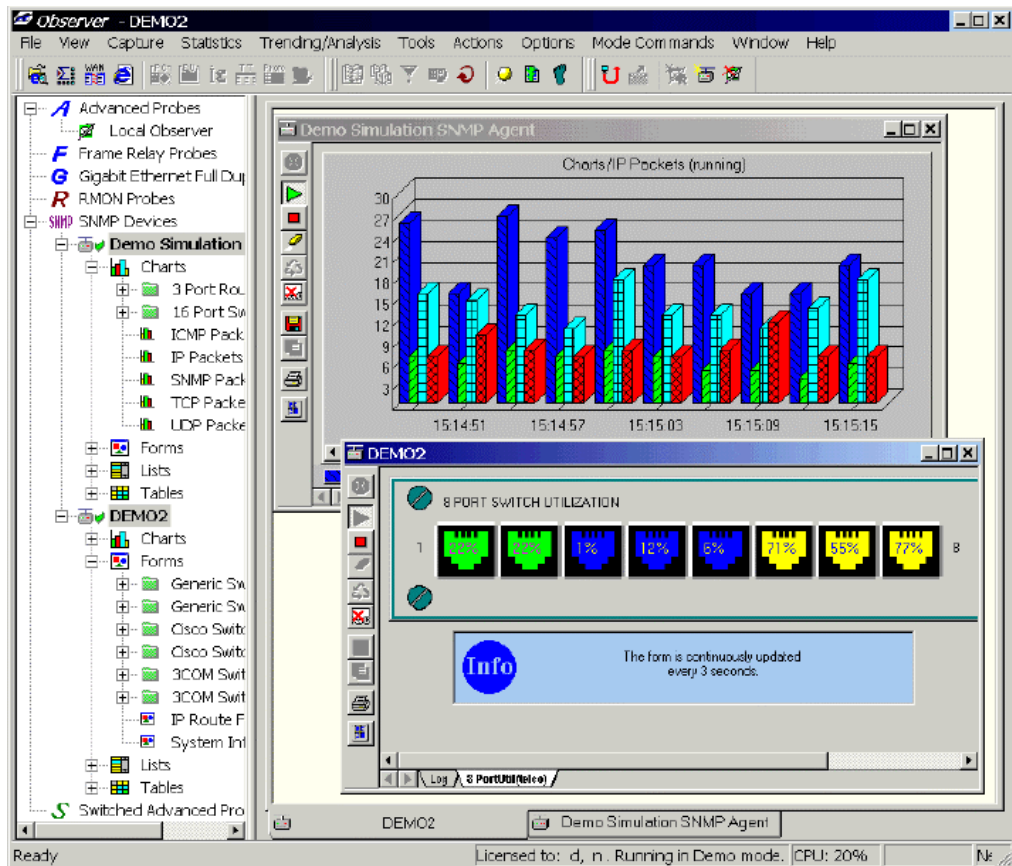 Observer - DEMO2
File View Capture Statistics Trending/Analysis Tools Actions Options Mode Commands Window Help
Advanced Probes
Local Observer
Frame Relay Probes
Gigabit Ethernet Full Du
RMON Probes
SNMP Devices
Demo Simulation
Charts
3 Port Rou
16 Port Sw
ICMP Pack
IP Packets
SNMP Pack
TCP Packe
UDP Packe
Forms
Lists
Tables
DEMO2
Charts
Forms
Generic Sw
Generic Sw
Cisco Switc
Cisco Switc
3COM Swit
3COM Swit
IP Route F
System Inf
Lists
Tables
Switched Advanced Pro
Demo Simulation SNMP Agent
Charts/IP Packets (running)
30
27
24
21
18
15
12
9
6
3
15:14:51 15:14:57 15:15:03 15:15:09 15:15:15
DEMO2
8 PORT SWITCH UTILIZATION
1 22% 22% 1% 12% 6% 71% 55% 77% 8
Info
The form is continuously updated
every 3 seconds.
Log 8 PortUtil(telco)
DEMO2 Demo Simulation SNMP Agent
Ready Licensed to: d, n. Running in Demo mode. CPU: 20%